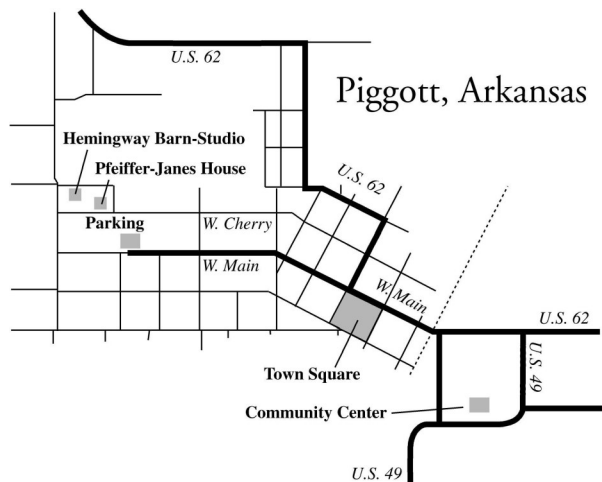 U.S. 62
Piggott, Arkansas
Hemingway Barn-Studio
Pfeiffer-Janes House
U.S. 62
Parking
W. Cherry
W. Main
W. Main
U.S. 62
U.S. 49
Town Square
Community Center
U.S. 49